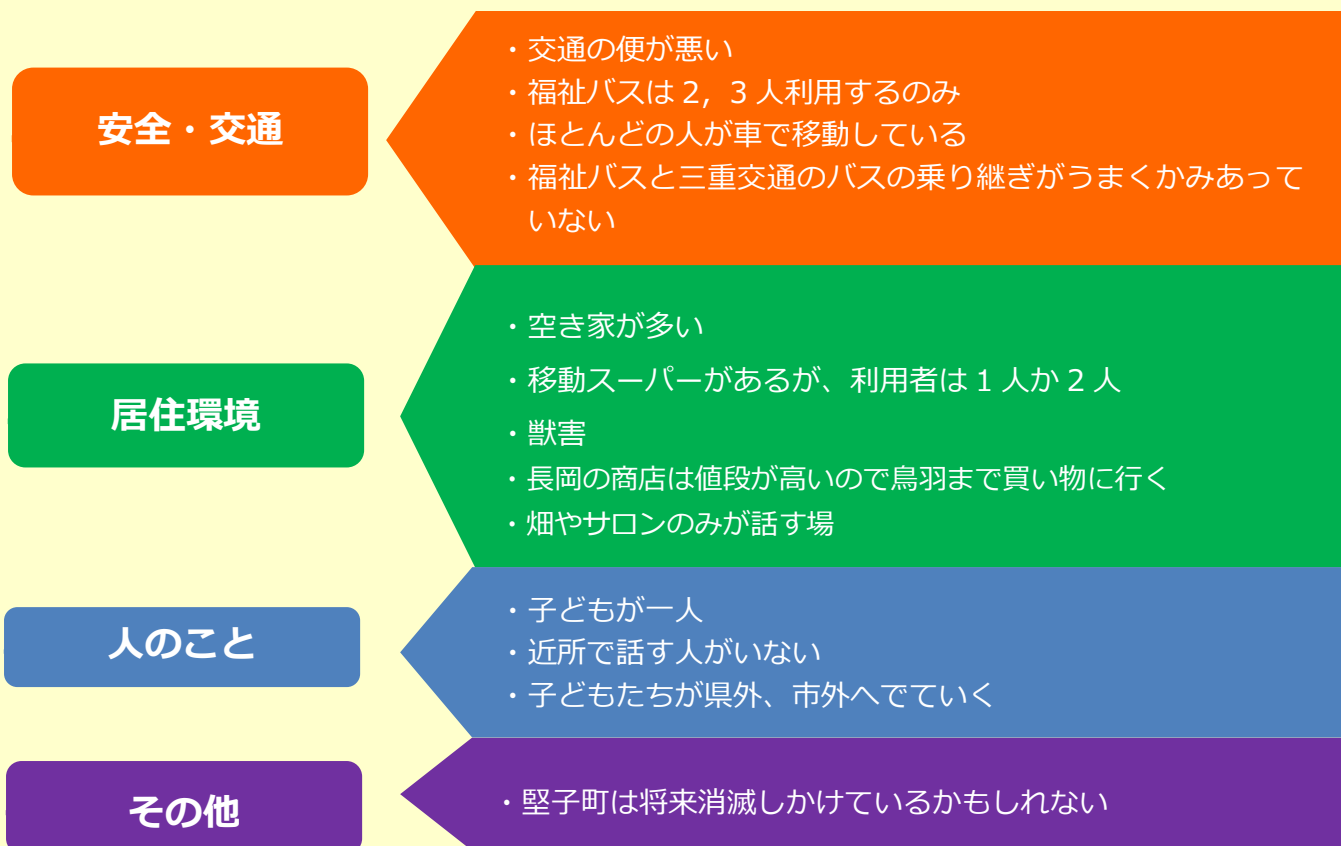 安全・交通
・交通の便が悪い
・福祉バスは 2，3 人利用するのみ
・ほとんどの人が車で移動している
・福祉バスと三重交通のバスの乗り継ぎがうまくかみあって
いない
居住環境
・空き家が多い
・移動スーパーがあるが、利用者は 1 人か 2 人
・獣害
・長岡の商店は値段が高いので鳥羽まで買い物に行く
・畑やサロンのみが話す場
人のこと
・子どもが一人
・近所で話す人がいない
・子どもたちが県外、市外へでていく
その他
・堅子町は将来消滅しかけているかもしれない